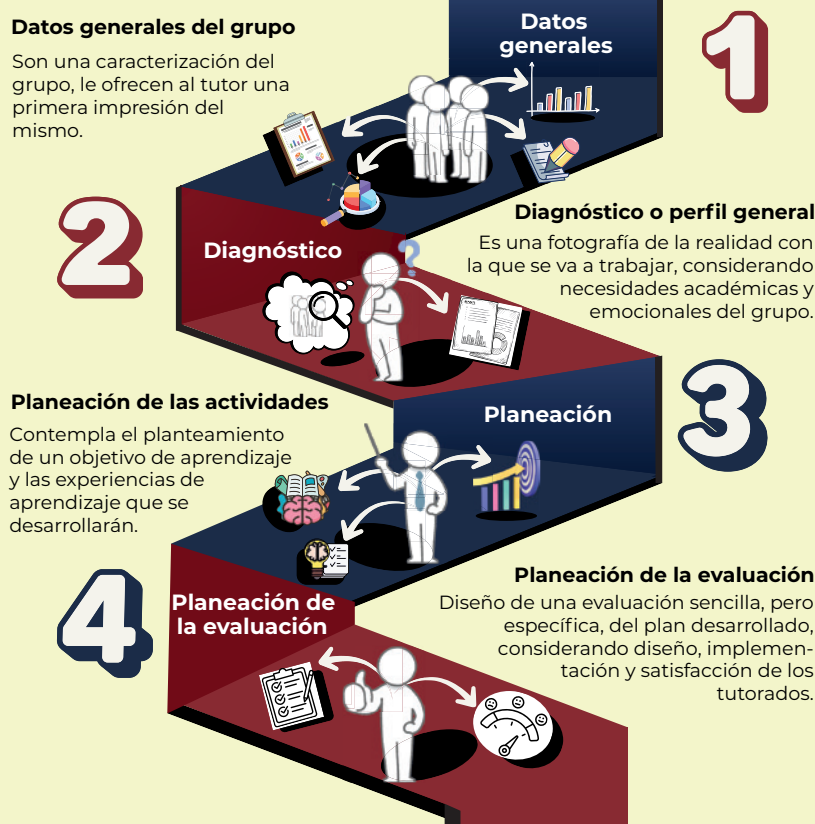 Datos generales del grupo
Son una caracterización del
grupo, le ofrecen al tutor una
primera impresión del
mismo.
Datos
generales
1
2
Diagnóstico
Diagnóstico o perfil general
Es una fotografía de la realidad con
la que se va a trabajar, considerando
necesidades académicas y
emocionales del grupo.
?
Planeación de las actividades
Contempla el planteamiento
de un objetivo de aprendizaje
y las experiencias de
aprendizaje que se
desarrollarán.
Planeación
3
4
Planeación de
la evaluación
Planeación de la evaluación
Diseño de una evaluación sencilla, pero
específica, del plan desarrollado,
considerando diseño, implemen-
tación y satisfacción de los
tutorados.